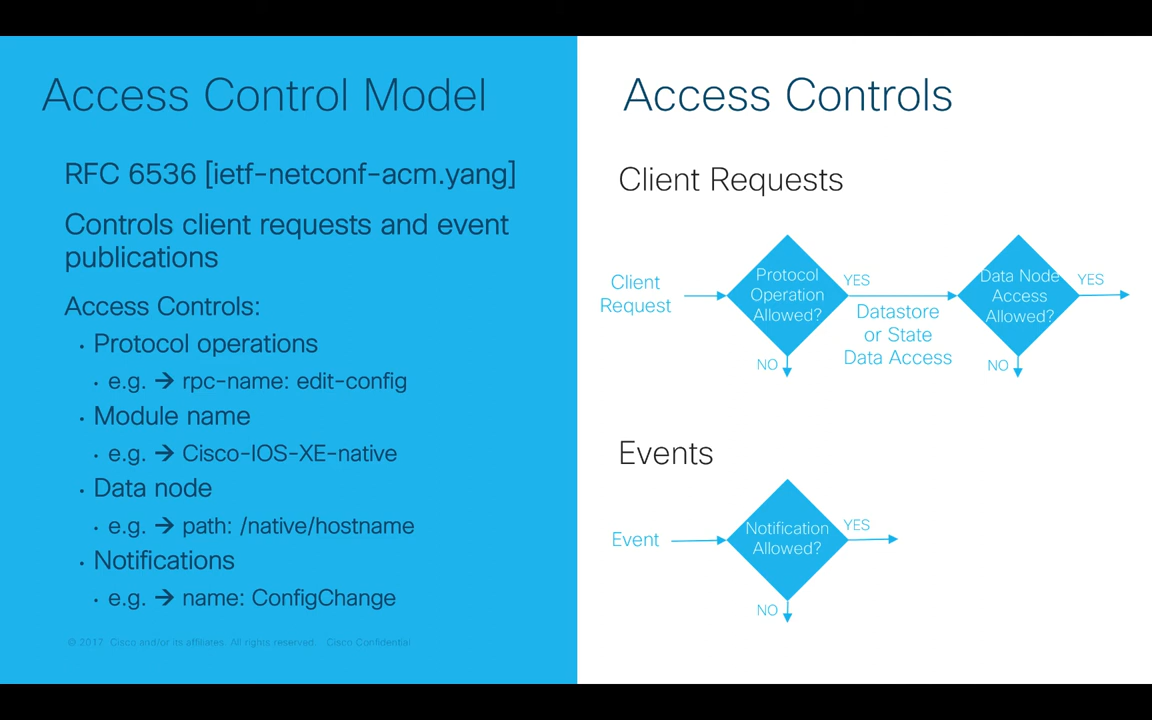 Access Control Model
RFC 6536 [ietf-netconf-acm.yang]
Controls client requests and event
publications
Access Controls:
• Protocol operations
• e.g. → rpc-name: edit-config
• Module name
• e.g. → Cisco-IOS-XE-native
• Data node
• e.g. → path: /native/hostname
• Notifications
• e.g. → name: ConfigChange
© 2017 Cisco and/or its affiliates. All rights reserved. Cisco Confidential
Access Controls
Client Requests
Client
Request
Protocol
Operation
Allowed?
YES
NO
Datastore
or State
Data Access
Data Node
Access
Allowed?
YES
NO
Events
Event
Notification
Allowed?
YES
NO